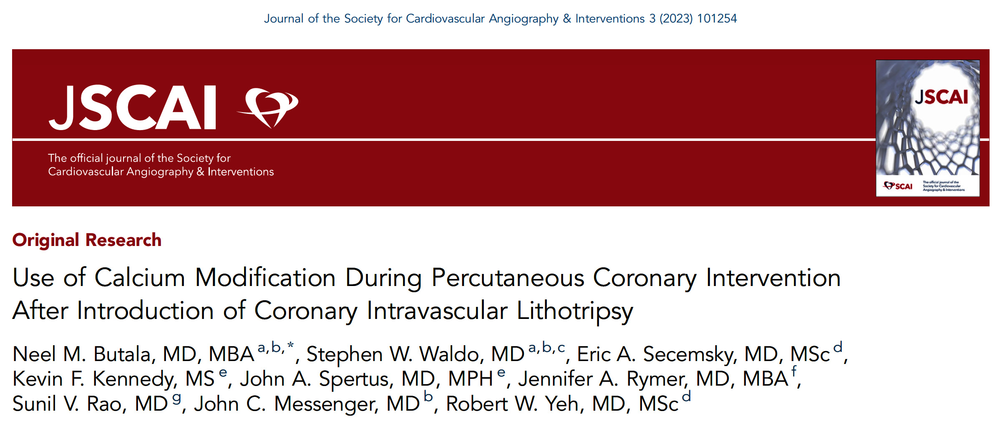 Journal of the Society for Cardiovascular Angiography & Interventions 3 (2023) 101254
JSCAI
The official journal of the Society for
Cardiovascular Angiography & Interventions
JSCAI
SCAI
The official journal of the
Society for Cardiovascular
Angiography & Interventions
Original Research
Use of Calcium Modification During Percutaneous Coronary Intervention
After Introduction of Coronary Intravascular Lithotripsy
Neel M. Butala, MD, MBA a,b,*, Stephen W. Waldo, MD a,b,c, Eric A. Secemsky, MD, MSc d,
Kevin F. Kennedy, MS e, John A. Spertus, MD, MPH e, Jennifer A. Rymer, MD, MBA f,
Sunil V. Rao, MD g, John C. Messenger, MD b, Robert W. Yeh, MD, MSc d